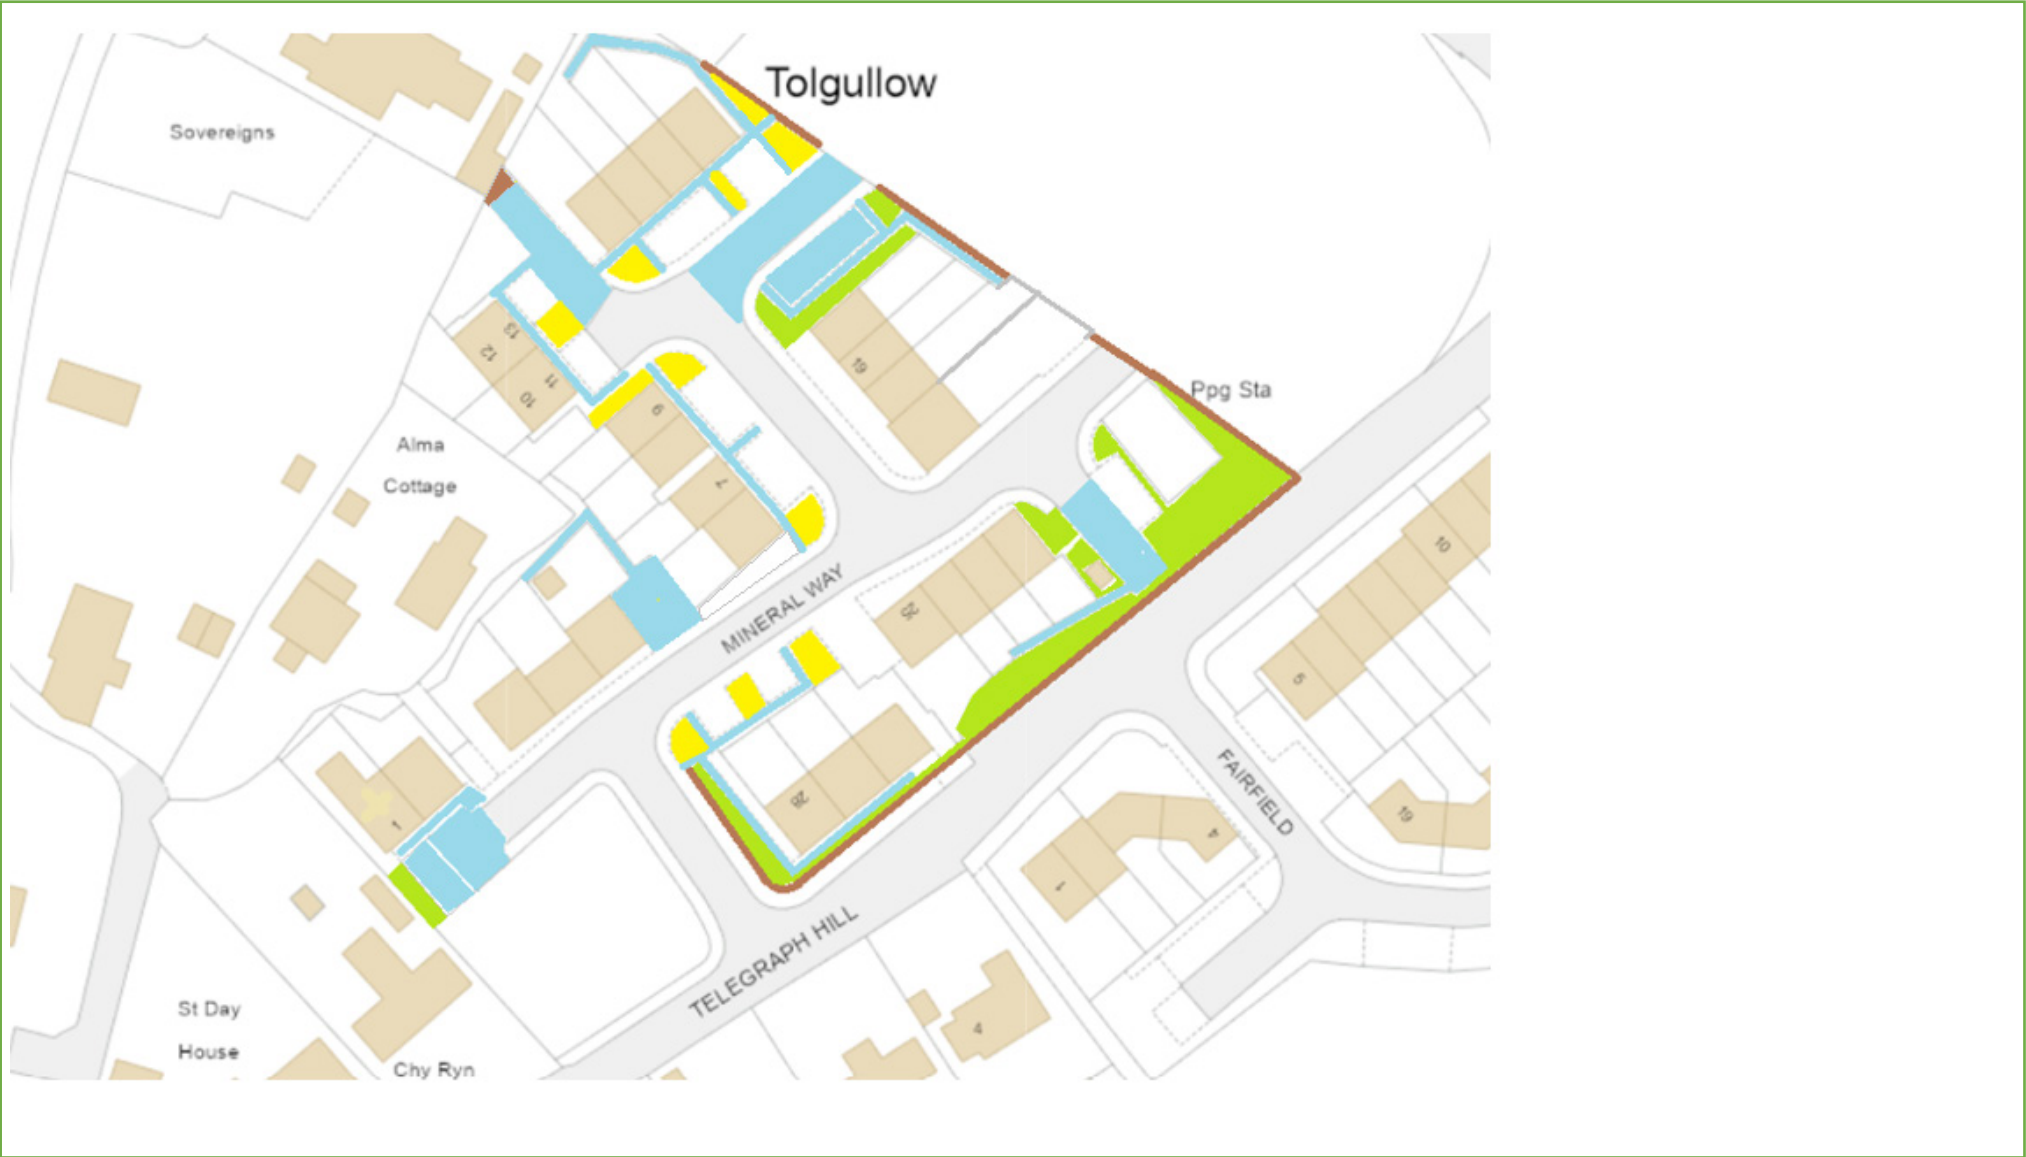 Tolgullow
Sovereigns
13
12
11
10
9
7
19
Ppg Sta
Alma
Cottage
MINERAL WAY
25
10
5
28
1
FAIRFIELD
19
4
1
TELEGRAPH HILL
St Day
House
Chy Ryn
4